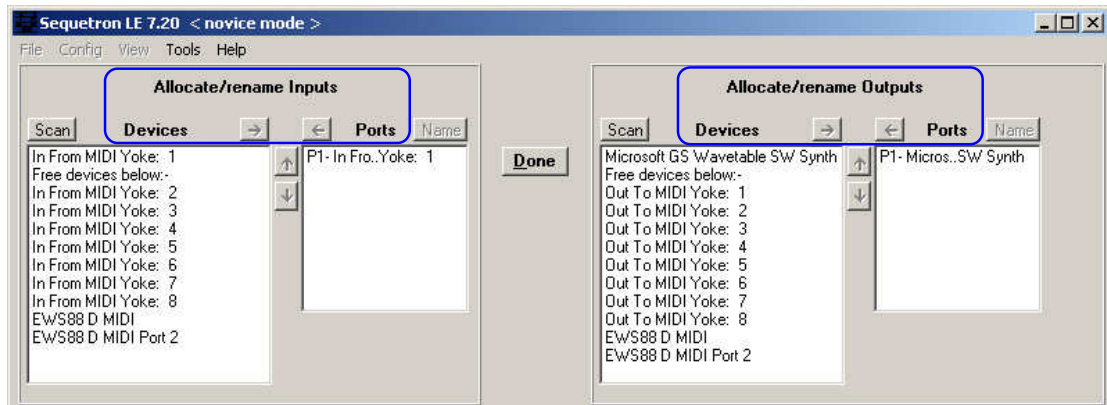 Sequetron LE 7.20 < novice mode >
File Config View Tools Help
Allocate/rename Inputs
Scan Devices → ← Ports Name
In From MIDI Yoke: 1
Free devices below:-
In From MIDI Yoke: 2
In From MIDI Yoke: 3
In From MIDI Yoke: 4
In From MIDI Yoke: 5
In From MIDI Yoke: 6
In From MIDI Yoke: 7
In From MIDI Yoke: 8
EWS88 D MIDI
EWS88 D MIDI Port 2
P1- In Fro..Yoke: 1
Done
Allocate/rename Outputs
Scan Devices → ← Ports Name
Microsoft GS Wavetable SW Synth
Free devices below:-
Out To MIDI Yoke: 1
Out To MIDI Yoke: 2
Out To MIDI Yoke: 3
Out To MIDI Yoke: 4
Out To MIDI Yoke: 5
Out To MIDI Yoke: 6
Out To MIDI Yoke: 7
Out To MIDI Yoke: 8
EWS88 D MIDI
EWS88 D MIDI Port 2
P1- Micros..SW Synth